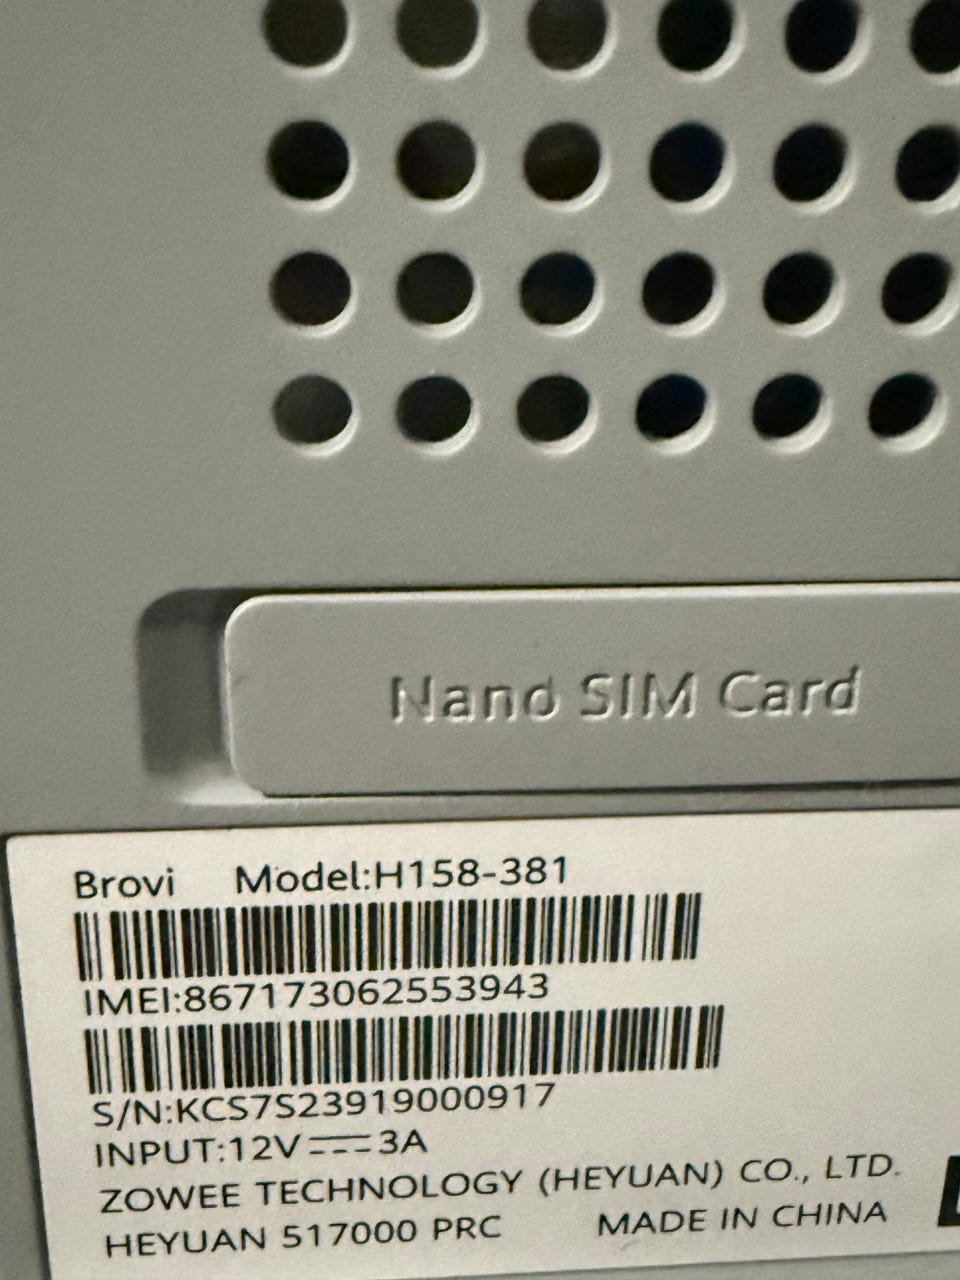 Nano SIM Card
Brovi Model:H158-381
IMEI:867173062553943
S/N:KCS7S23919000917
INPUT:12V⎓3A
ZOWEE TECHNOLOGY (HEYUAN) CO., LTD.
HEYUAN 517000 PRC MADE IN CHINA